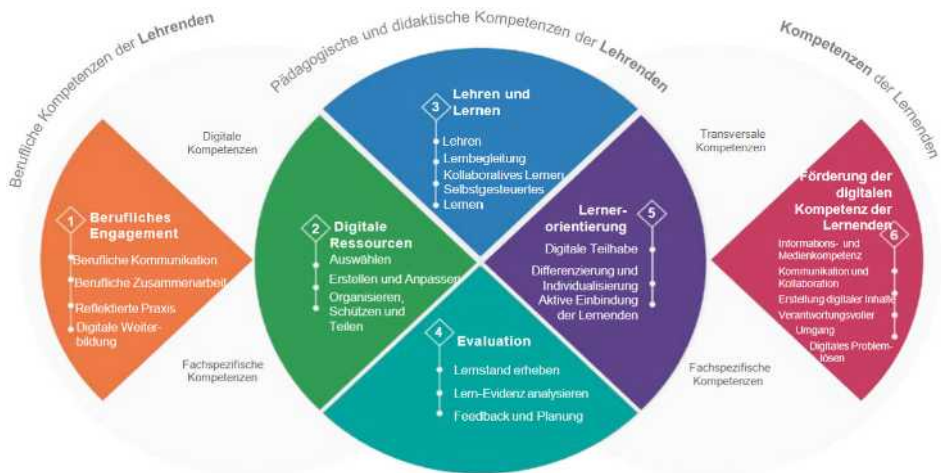 Berufliche Kompetenzen der Lehrenden
Pädagogische und didaktische Kompetenzen der Lehrenden
Kompetenzen der Lernenden
Digitale
Kompetenzen
Fachspezifische
Kompetenzen
1
Berufliches
Engagement
Berufliche Kommunikation
Berufliche Zusammenarbeit
Reflektierte Praxis
Digitale Weiter-
bildung
2
Digitale
Ressourcen
Auswählen
Erstellen und Anpassen
Organisieren,
Schützen und
Teilen
3
Lehren und
Lernen
Lehren
Lernbegleitung
Kollaboratives Lernen
Selbstgesteuertes
Lernen
4
Evaluation
Lernstand erheben
Lern-Evidenz analysieren
Feedback und Planung
5
Lerner-
orientierung
Digitale Teilhabe
Differenzierung und
Individualisierung
Aktive Einbindung
der Lernenden
Transversale
Kompetenzen
Fachspezifische
Kompetenzen
Förderung der
digitalen
Kompetenz der
Lernenden
6
Informations- und
Medienkompetenz
Kommunikation und
Kollaboration
Erstellung digitaler Inhalte
Verantwortungsvoller
Umgang
Digitales Problem-
lösen